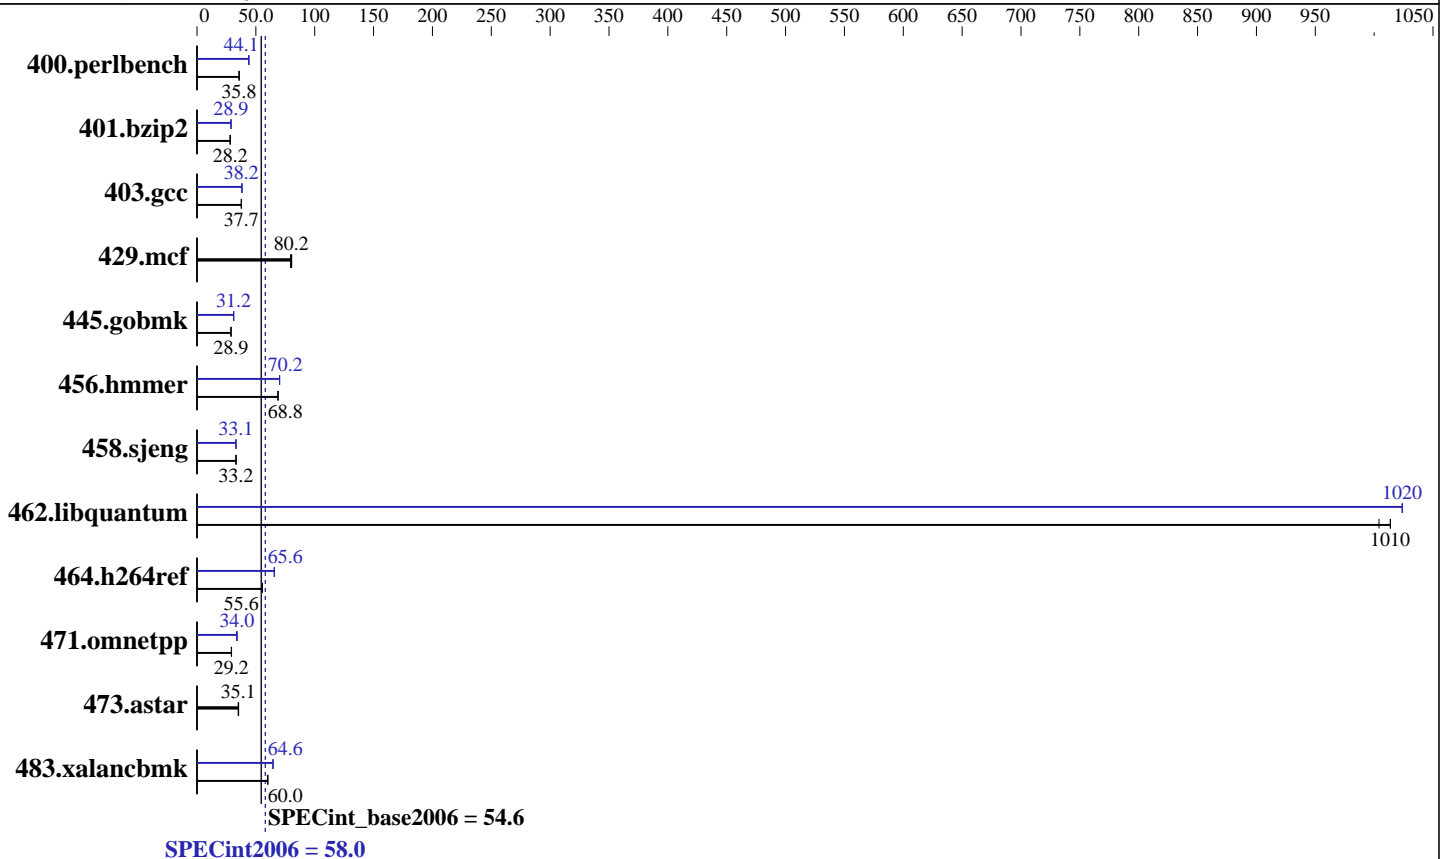 0 50.0 100 150 200 250 300 350 400 450 500 550 600 650 700 750 800 850 900 950 1050
44.1
400.perlbench
35.8
28.9
401.bzip2
28.2
38.2
403.gcc
37.7
80.2
429.mcf
31.2
445.gobmk
28.9
70.2
456.hmmer
68.8
33.1
458.sjeng
33.2
1020
462.libquantum
1010
65.6
464.h264ref
55.6
34.0
471.omnetpp
29.2
35.1
473.astar
64.6
483.xalancbmk
60.0
SPECint_base2006 = 54.6
SPECint2006 = 58.0